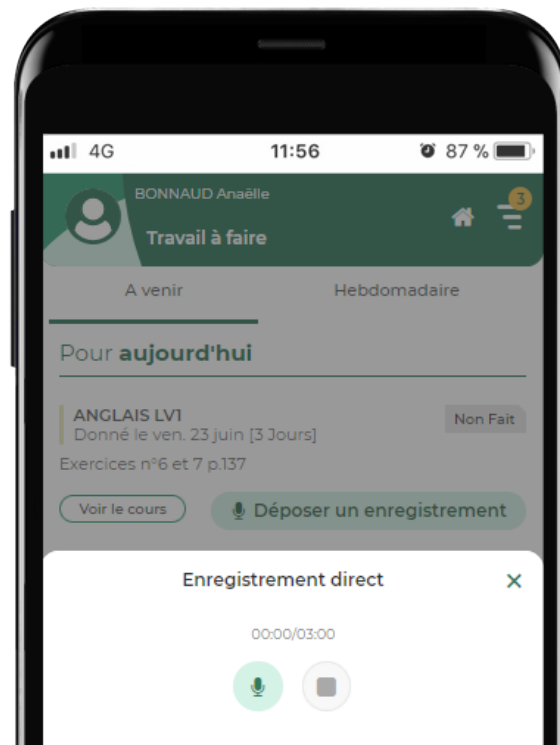 4G 11:56 87 %
BONNAUD Anaëlle
3
Travail à faire
A venir Hebdomadaire
Pour aujourd'hui
ANGLAIS LV1 Non Fait
Donné le ven. 23 juin [3 Jours]
Exercices n°6 et 7 p.137
Voir le cours Déposer un enregistrement
Enregistrement direct
00:00/03:00